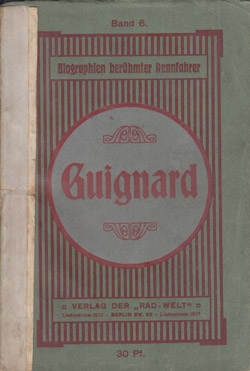 Band 6.
Biographien berühmter Rennfahrer
Guignard
VERLAG DER „RAD-WELT“
BERLIN SW. 68
30 Pf.